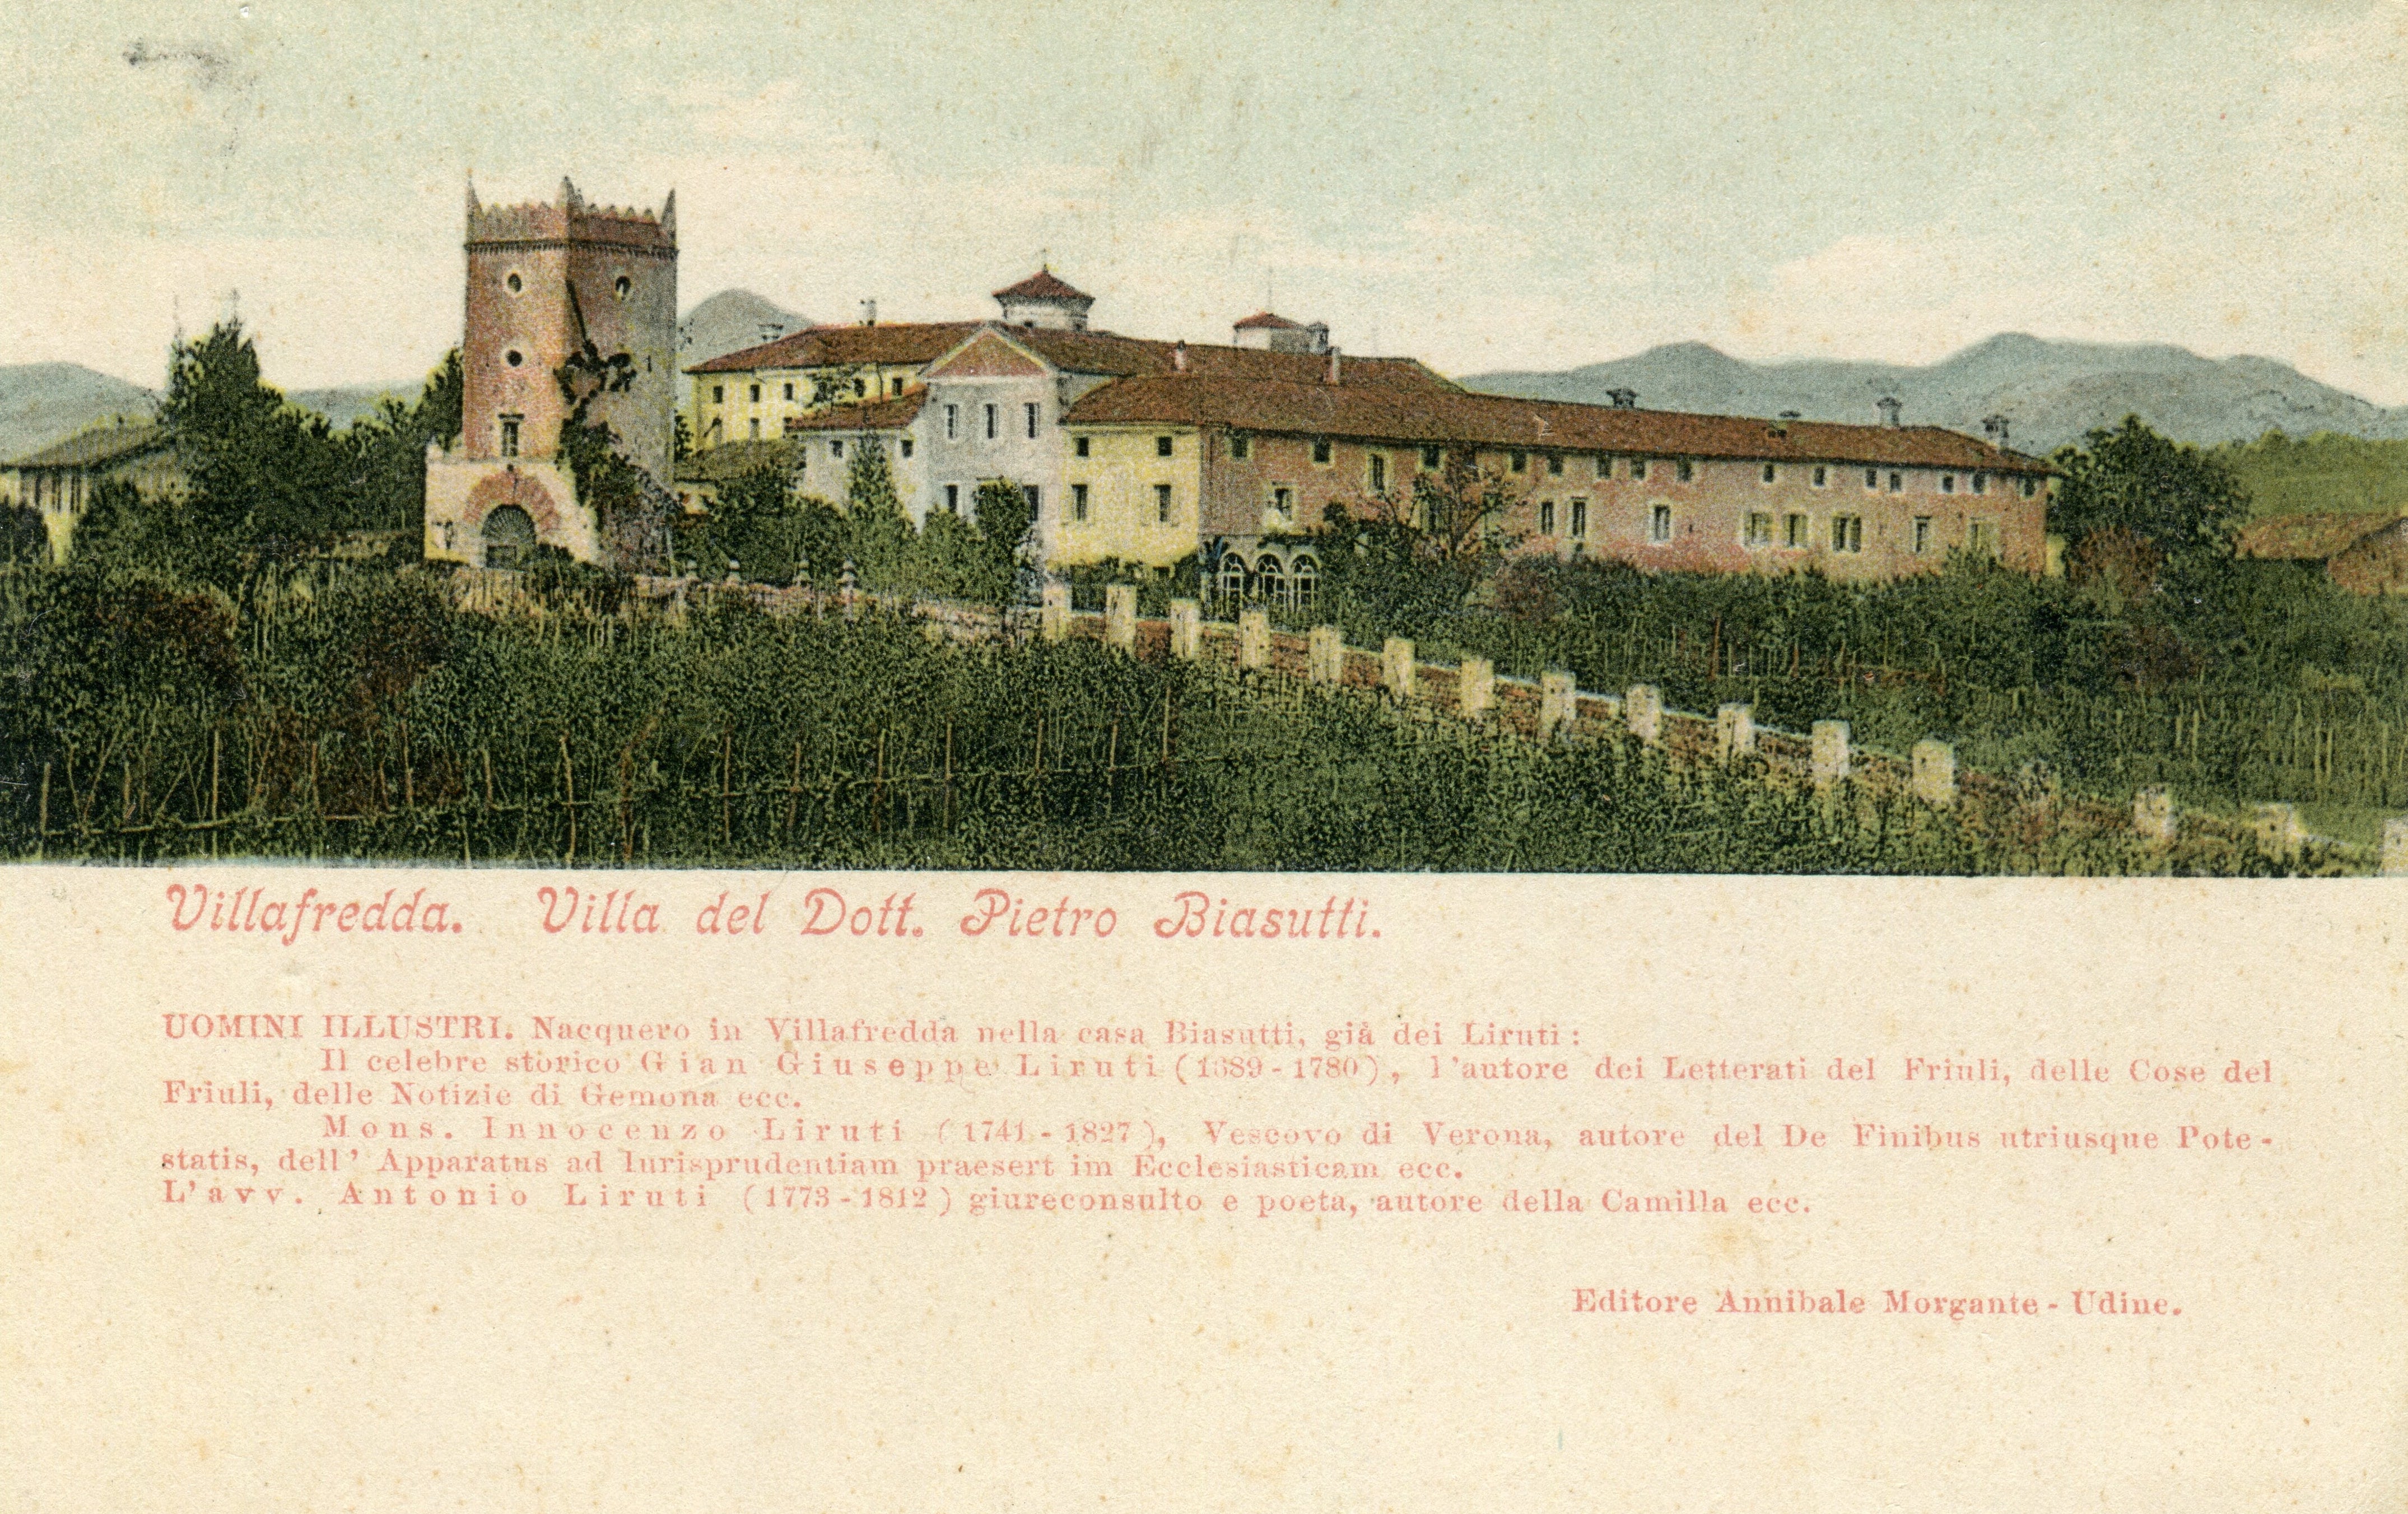 Villafredda. Villa del Dott. Pietro Biasutti.
UOMINI ILLUSTRI. Nacquero in Villafredda nella casa Biasutti, già dei Liruti:
Il celebre storico Gian Giuseppe Liruti (1689-1780), l'autore dei Letterati del Friuli, delle Cose del
Friuli, delle Notizie di Gemona ecc.
Mons. Innocenzo Liruti (1741-1827), Vescovo di Verona, autore del De Finibus utriusque Pote-
statis, dell' Apparatus ad Iurisprudentiam praesert im Ecclesiasticam ecc.
L'avv. Antonio Liruti (1773-1812) giureconsulto e poeta, autore della Camilla ecc.
Editore Annibale Morgante - Udine.